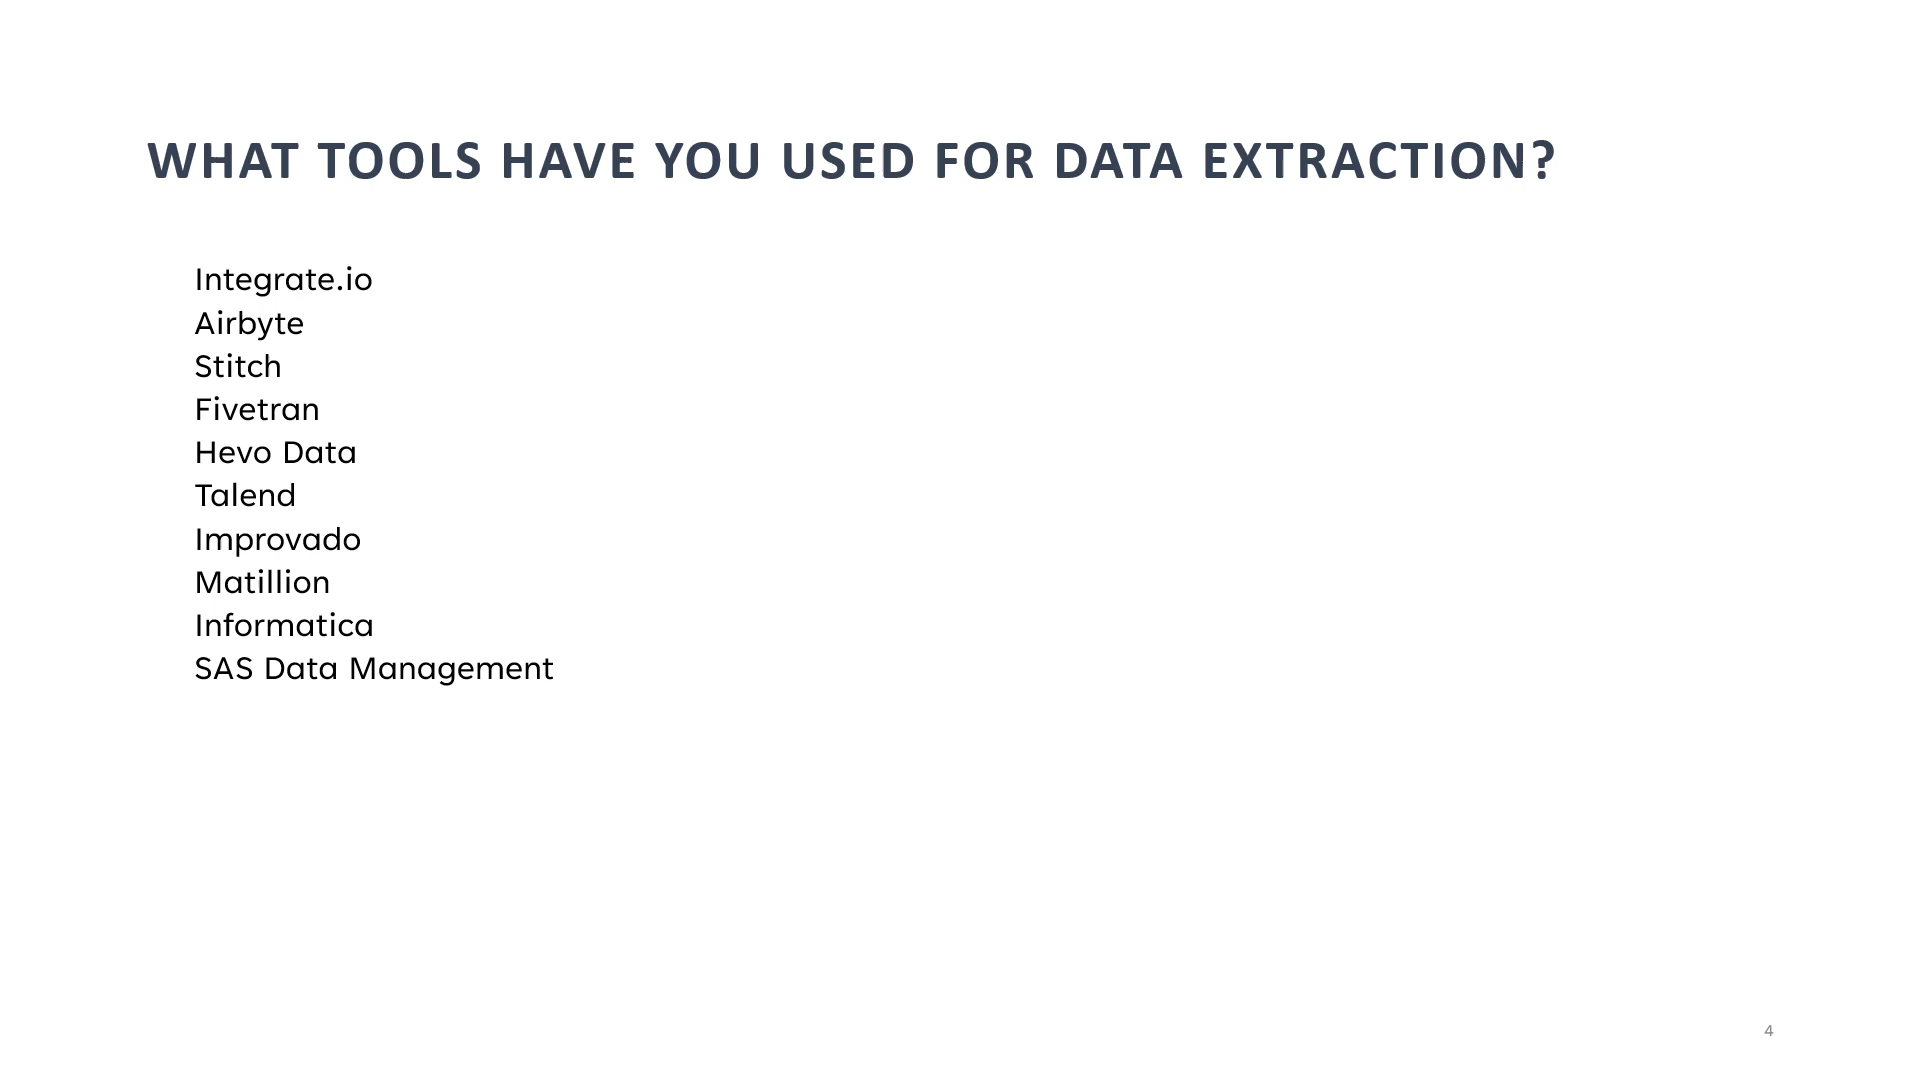 WHAT TOOLS HAVE YOU USED FOR DATA EXTRACTION?
Integrate.io
Airbyte
Stitch
Fivetran
Hevo Data
Talend
Improvado
Matillion
Informatica
SAS Data Management
4